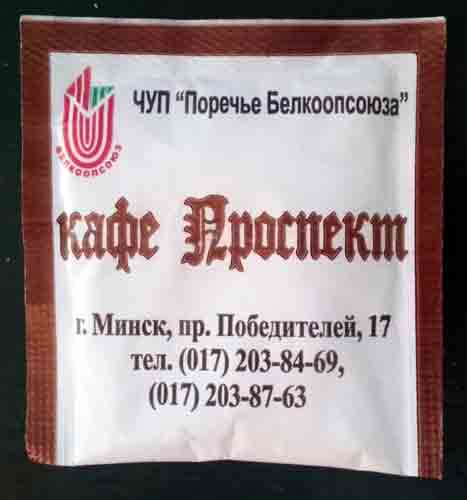 ЧУП "Поречье Белкоопсоюза"
БЕЛКООПСОЮЗ
кафе Проспект
г. Минск, пр. Победителей, 17
тел. (017) 203-84-69,
(017) 203-87-63